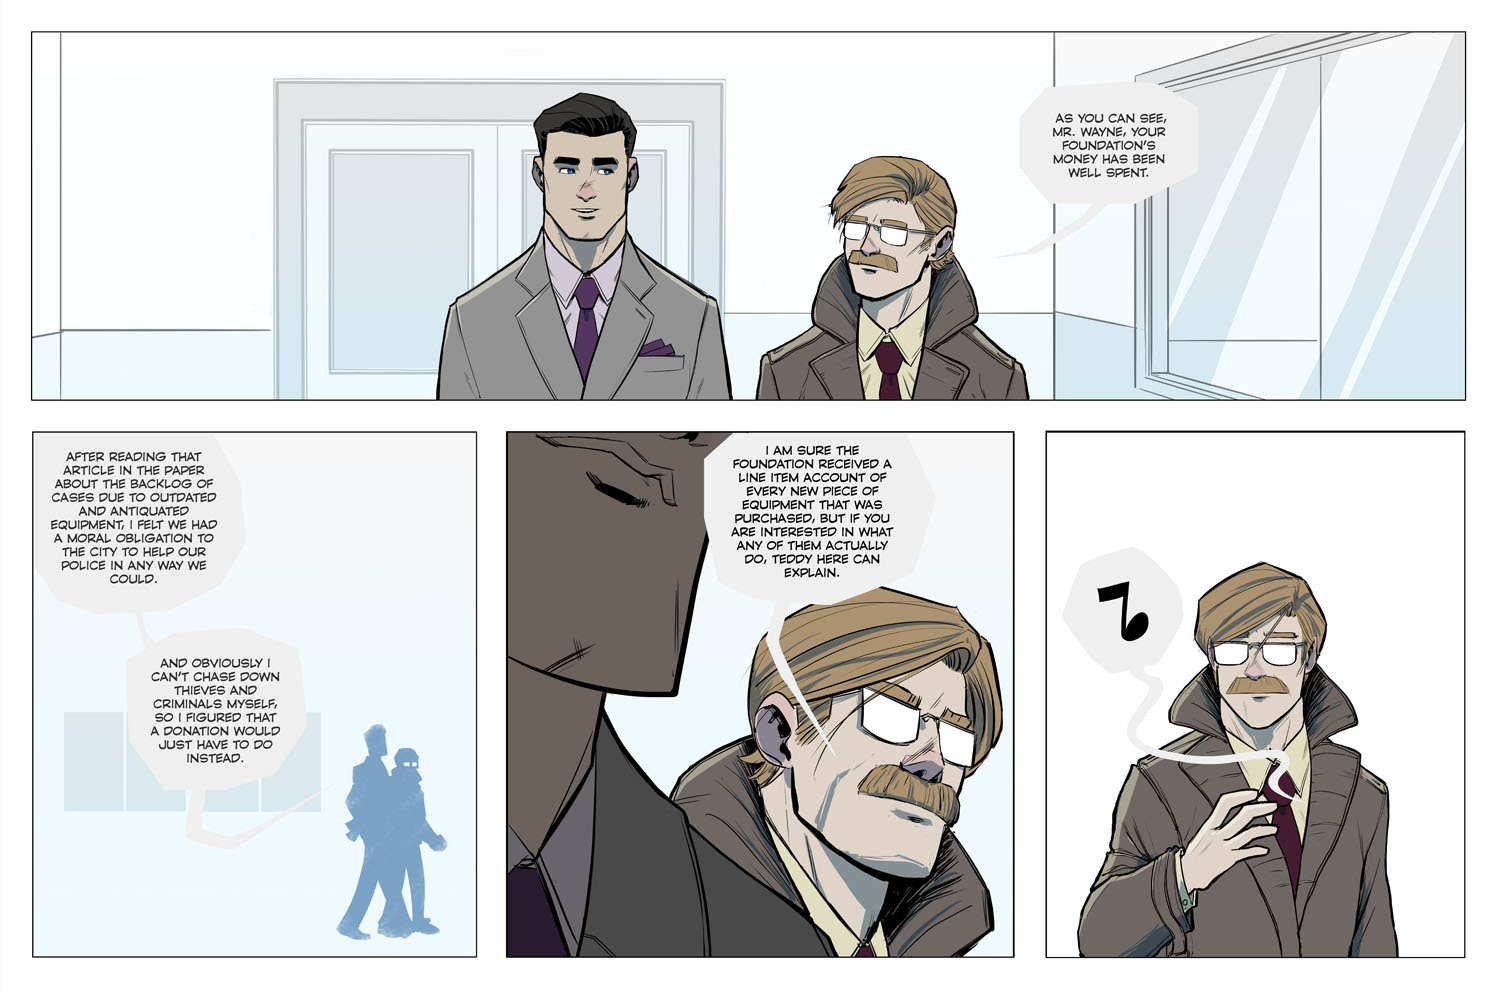 AS YOU CAN SEE,
MR. WAYNE, YOUR
FOUNDATION'S
MONEY HAS BEEN
WELL SPENT.
AFTER READING THAT
ARTICLE IN THE PAPER
ABOUT THE BACKLOG OF
CASES DUE TO OUTDATED
AND ANTIQUATED
EQUIPMENT, I FELT WE HAD
A MORAL OBLIGATION TO
THE CITY TO HELP OUR
POLICE IN ANY WAY WE
COULD.
AND OBVIOUSLY I
CAN'T CHASE DOWN
THIEVES AND
CRIMINALS MYSELF,
SO I FIGURED THAT
A DONATION WOULD
JUST HAVE TO DO
INSTEAD.
I AM SURE THE
FOUNDATION RECEIVED A
LINE ITEM ACCOUNT OF
EVERY NEW PIECE OF
EQUIPMENT THAT WAS
PURCHASED, BUT IF YOU
ARE INTERESTED IN WHAT
ANY OF THEM ACTUALLY
DO, TEDDY HERE CAN
EXPLAIN.